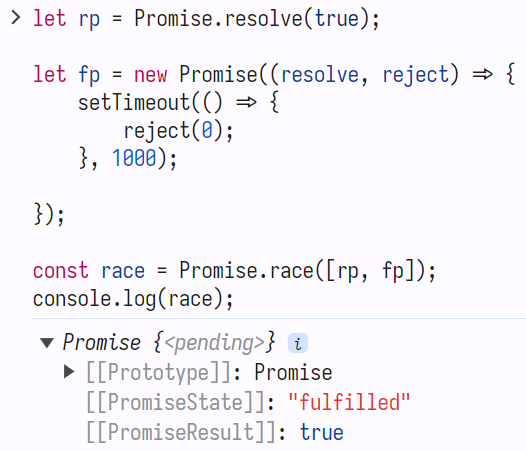 let rp = Promise.resolve(true);
let fp = new Promise((resolve, reject) => {
setTimeout(() => {
reject(0);
}, 1000);
});
const race = Promise.race([rp, fp]);
console.log(race);
Promise {<pending>} i
[[Prototype]]: Promise
[[PromiseState]]: "fulfilled"
[[PromiseResult]]: true